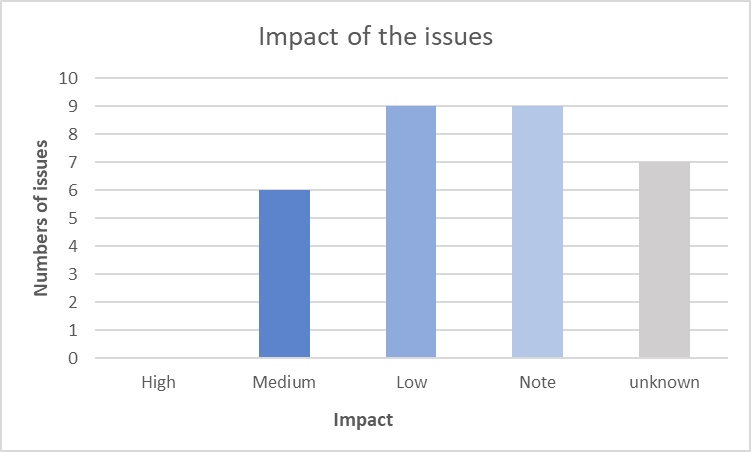 Impact of the issues
Numbers of issues
10
9
8
7
6
5
4
3
2
1
0
High Medium Low Note unknown
Impact